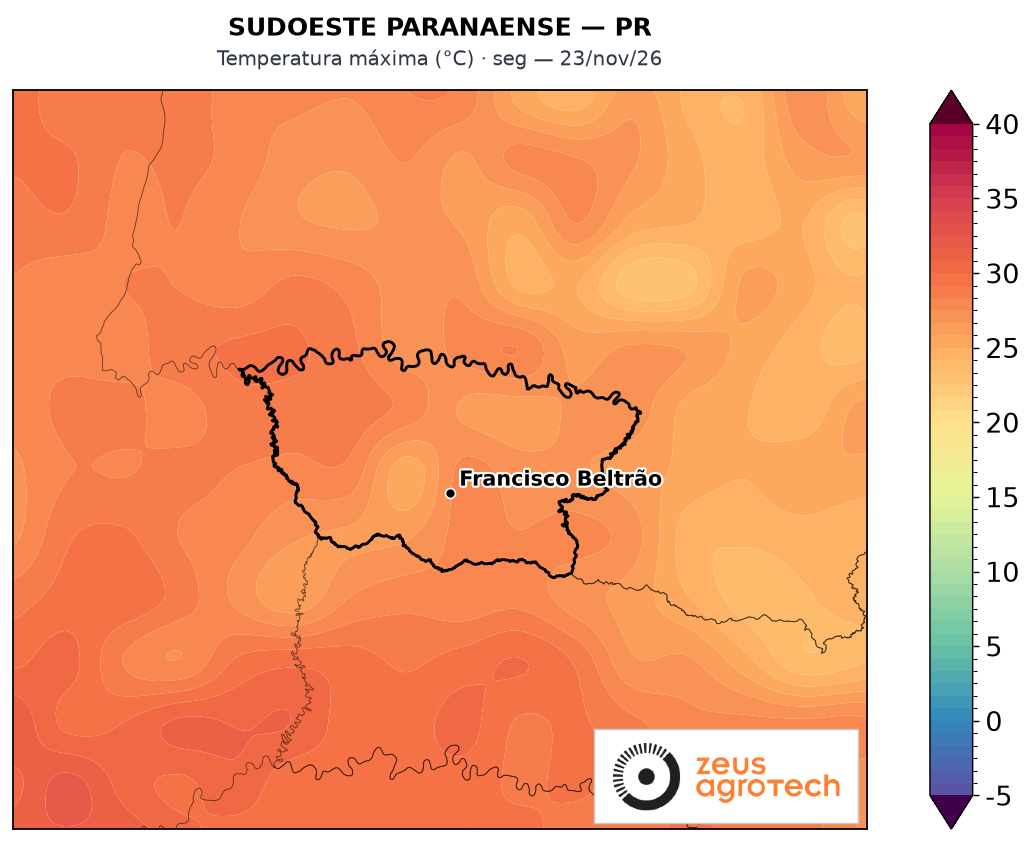 SUDOESTE PARANAENSE — PR
Temperatura máxima (°C) · seg — 23/nov/26
40
35
30
25
20
15
10
5
0
-5
Francisco Beltrão
zeus
agrotech